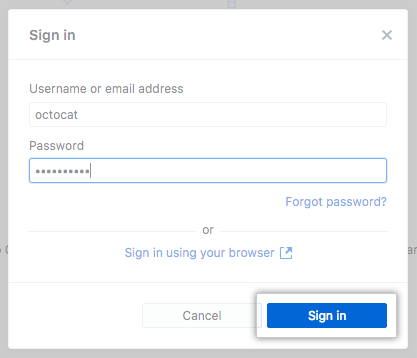 Sign in
Username or email address
octocat
Password
••••••••••
Forgot password?
or
Sign in using your browser
Cancel
Sign in